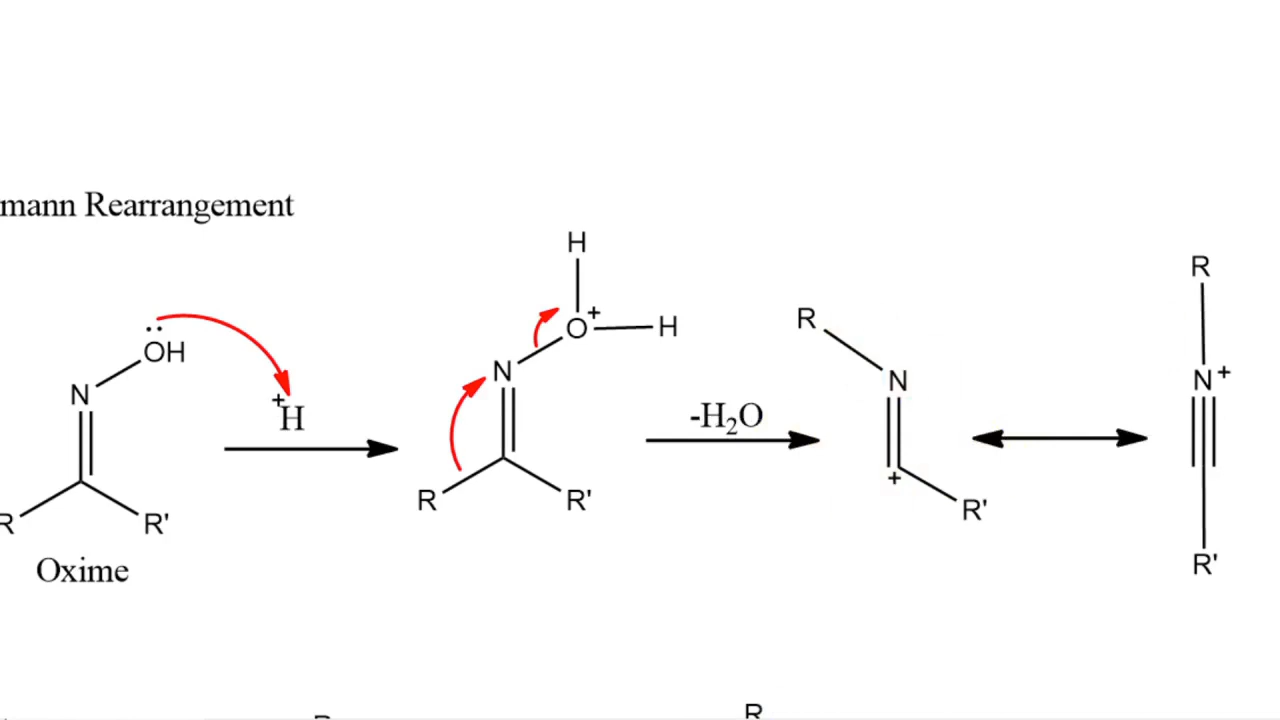 mann Rearrangement
H
R
:
OH
N
+
H
R
R'
Oxime
O
+
H
N
R
R'
-H₂O
R
N
+
R'
N
+
R'
R